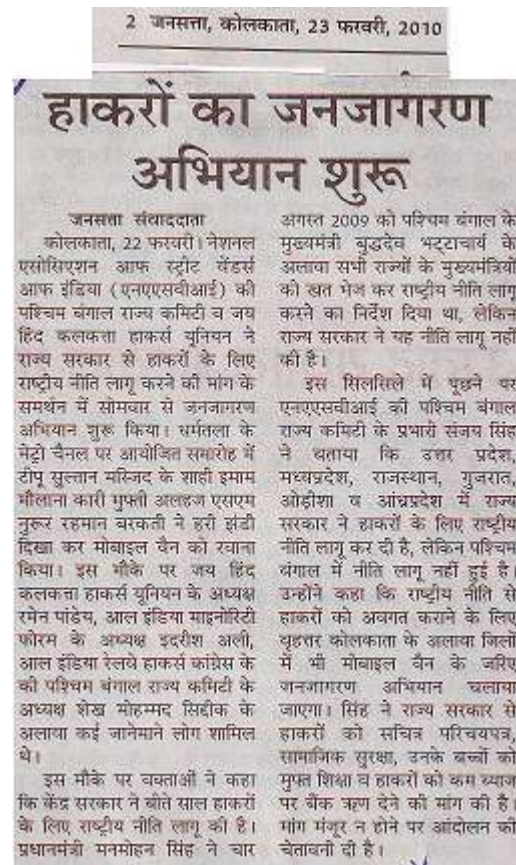 2 जनसत्ता, कोलकाता, 23 फरवरी, 2010
हाकरों का जनजागरण
अभियान शुरू
जनसत्ता संवाददाता
कोलकाता, 22 फरवरी। नेशनल
एसोसिएशन आफ स्ट्रीट वेंडर्स
आफ इंडिया (एनएएसवीआई) की
पश्चिम बंगाल राज्य कमिटी व जय
हिंद कलकत्ता हाकर्स यूनियन ने
राज्य सरकार से हाकरों के लिए
राष्ट्रीय नीति लागू करने की मांग के
समर्थन में सोमवार से जनजागरण
अभियान शुरू किया। धर्मतला के
मेट्रो चैनल पर आयोजित समारोह में
टीपू सुल्तान मस्जिद के शाही इमाम
मौलाना कारी मुफ्ती अलहज एसएम
नुरूर रहमान बरकती ने हरी झंडी
दिखा कर मोबाइल वैन को रवाना
किया। इस मौके पर जय हिंद
कलकत्ता हाकर्स यूनियन के अध्यक्ष
रमेन पांडेय, आल इंडिया माइनोरिटी
फोरम के अध्यक्ष इदरीश अली,
आल इंडिया रेलवे हाकर्स कांग्रेस के
की पश्चिम बंगाल राज्य कमिटी के
अध्यक्ष शेख मोहम्मद सिद्दीक के
अलावा कई जानेमाने लोग शामिल
थे।
इस मौके पर वक्ताओं ने कहा
कि केंद्र सरकार ने बीते साल हाकरों
के लिए राष्ट्रीय नीति लागू की है।
प्रधानमंत्री मनमोहन सिंह ने चार
अगस्त 2009 को पश्चिम बंगाल के
मुख्यमंत्री बुद्धदेव भट्टाचार्य के
अलावा सभी राज्यों के मुख्यमंत्रियों
को खत भेज कर राष्ट्रीय नीति लागू
करने का निर्देश दिया था, लेकिन
राज्य सरकार ने यह नीति लागू नहीं
की है।
इस सिलसिले में पूछने पर
एनएएसवीआई की पश्चिम बंगाल
राज्य कमिटी के प्रभारी संजय सिंह
ने बताया कि उत्तर प्रदेश,
मध्यप्रदेश, राजस्थान, गुजरात,
ओड़ीशा व आंध्रप्रदेश में राज्य
सरकार ने हाकरों के लिए राष्ट्रीय
नीति लागू कर दी है, लेकिन पश्चिम
बंगाल में नीति लागू नहीं हुई है।
उन्होंने कहा कि राष्ट्रीय नीति से
हाकरों को अवगत कराने के लिए
वृहत्तर कोलकाता के अलावा जिलों
में भी मोबाइल वैन के जरिए
जनजागरण अभियान चलाया
जाएगा। सिंह ने राज्य सरकार से
हाकरों को सचित्र परिचयपत्र,
सामाजिक सुरक्षा, उनके बच्चों को
मुफ्त शिक्षा व हाकरों को कम ब्याज
पर बैंक ऋण देने की मांग की है।
मांग मंजूर न होने पर आंदोलन की
चेतावनी दी है।